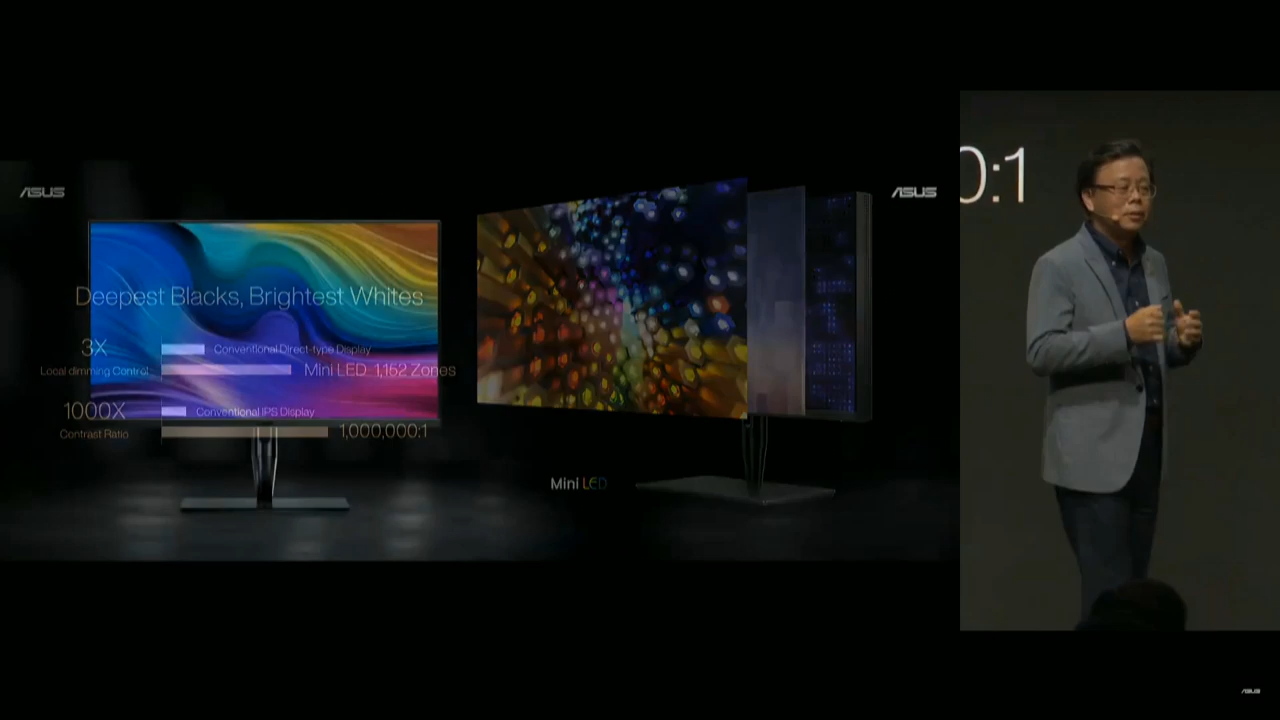 ASUS
ASUS
Deepest Blacks, Brightest Whites
3X
Local dimming Control
Conventional Direct-type Display
Mini LED 1,152 Zones
1000X
Contrast Ratio
Conventional IPS Display
1,000,000:1
Mini LED
0:1
ASUS